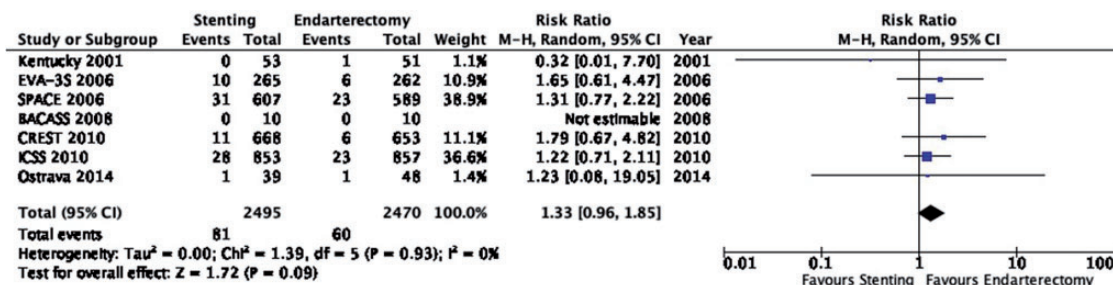 Stenting Endarterectomy Risk Ratio Risk Ratio
Study or Subgroup Events Total Events Total Weight M-H, Random, 95% CI Year M-H, Random, 95% CI
Kentucky 2001 0 53 1 51 1.1% 0.32 [0.01, 7.70] 2001
EVA-3S 2006 10 265 6 262 10.9% 1.65 [0.61, 4.47] 2006
SPACE 2006 31 607 23 589 38.9% 1.31 [0.77, 2.22] 2006
BACASS 2008 0 10 0 10 Not estimable 2008
CREST 2010 11 668 6 653 11.1% 1.79 [0.67, 4.82] 2010
ICSS 2010 28 853 23 857 36.6% 1.22 [0.71, 2.11] 2010
Ostrava 2014 1 39 1 48 1.4% 1.23 [0.08, 19.05] 2014
Total (95% CI) 2495 2470 100.0% 1.33 [0.96, 1.85]
Total events 81 60
Heterogeneity: Tau² = 0.00; Chi² = 1.39, df = 5 (P = 0.93); I² = 0%
Test for overall effect: Z = 1.72 (P = 0.09)
0.01 0.1 1 10 100
Favours Stenting Favours Endarterectomy